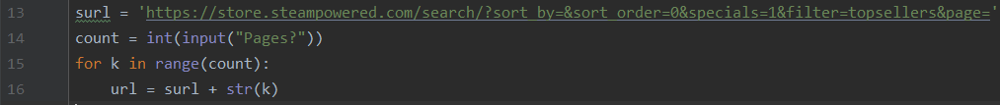 13 surl = 'https://store.steampowered.com/search/?sort_by=&sort_order=0&specials=1&filter=topsellers&page='
14 count = int(input("Pages?"))
15 for k in range(count):
16 url = surl + str(k)